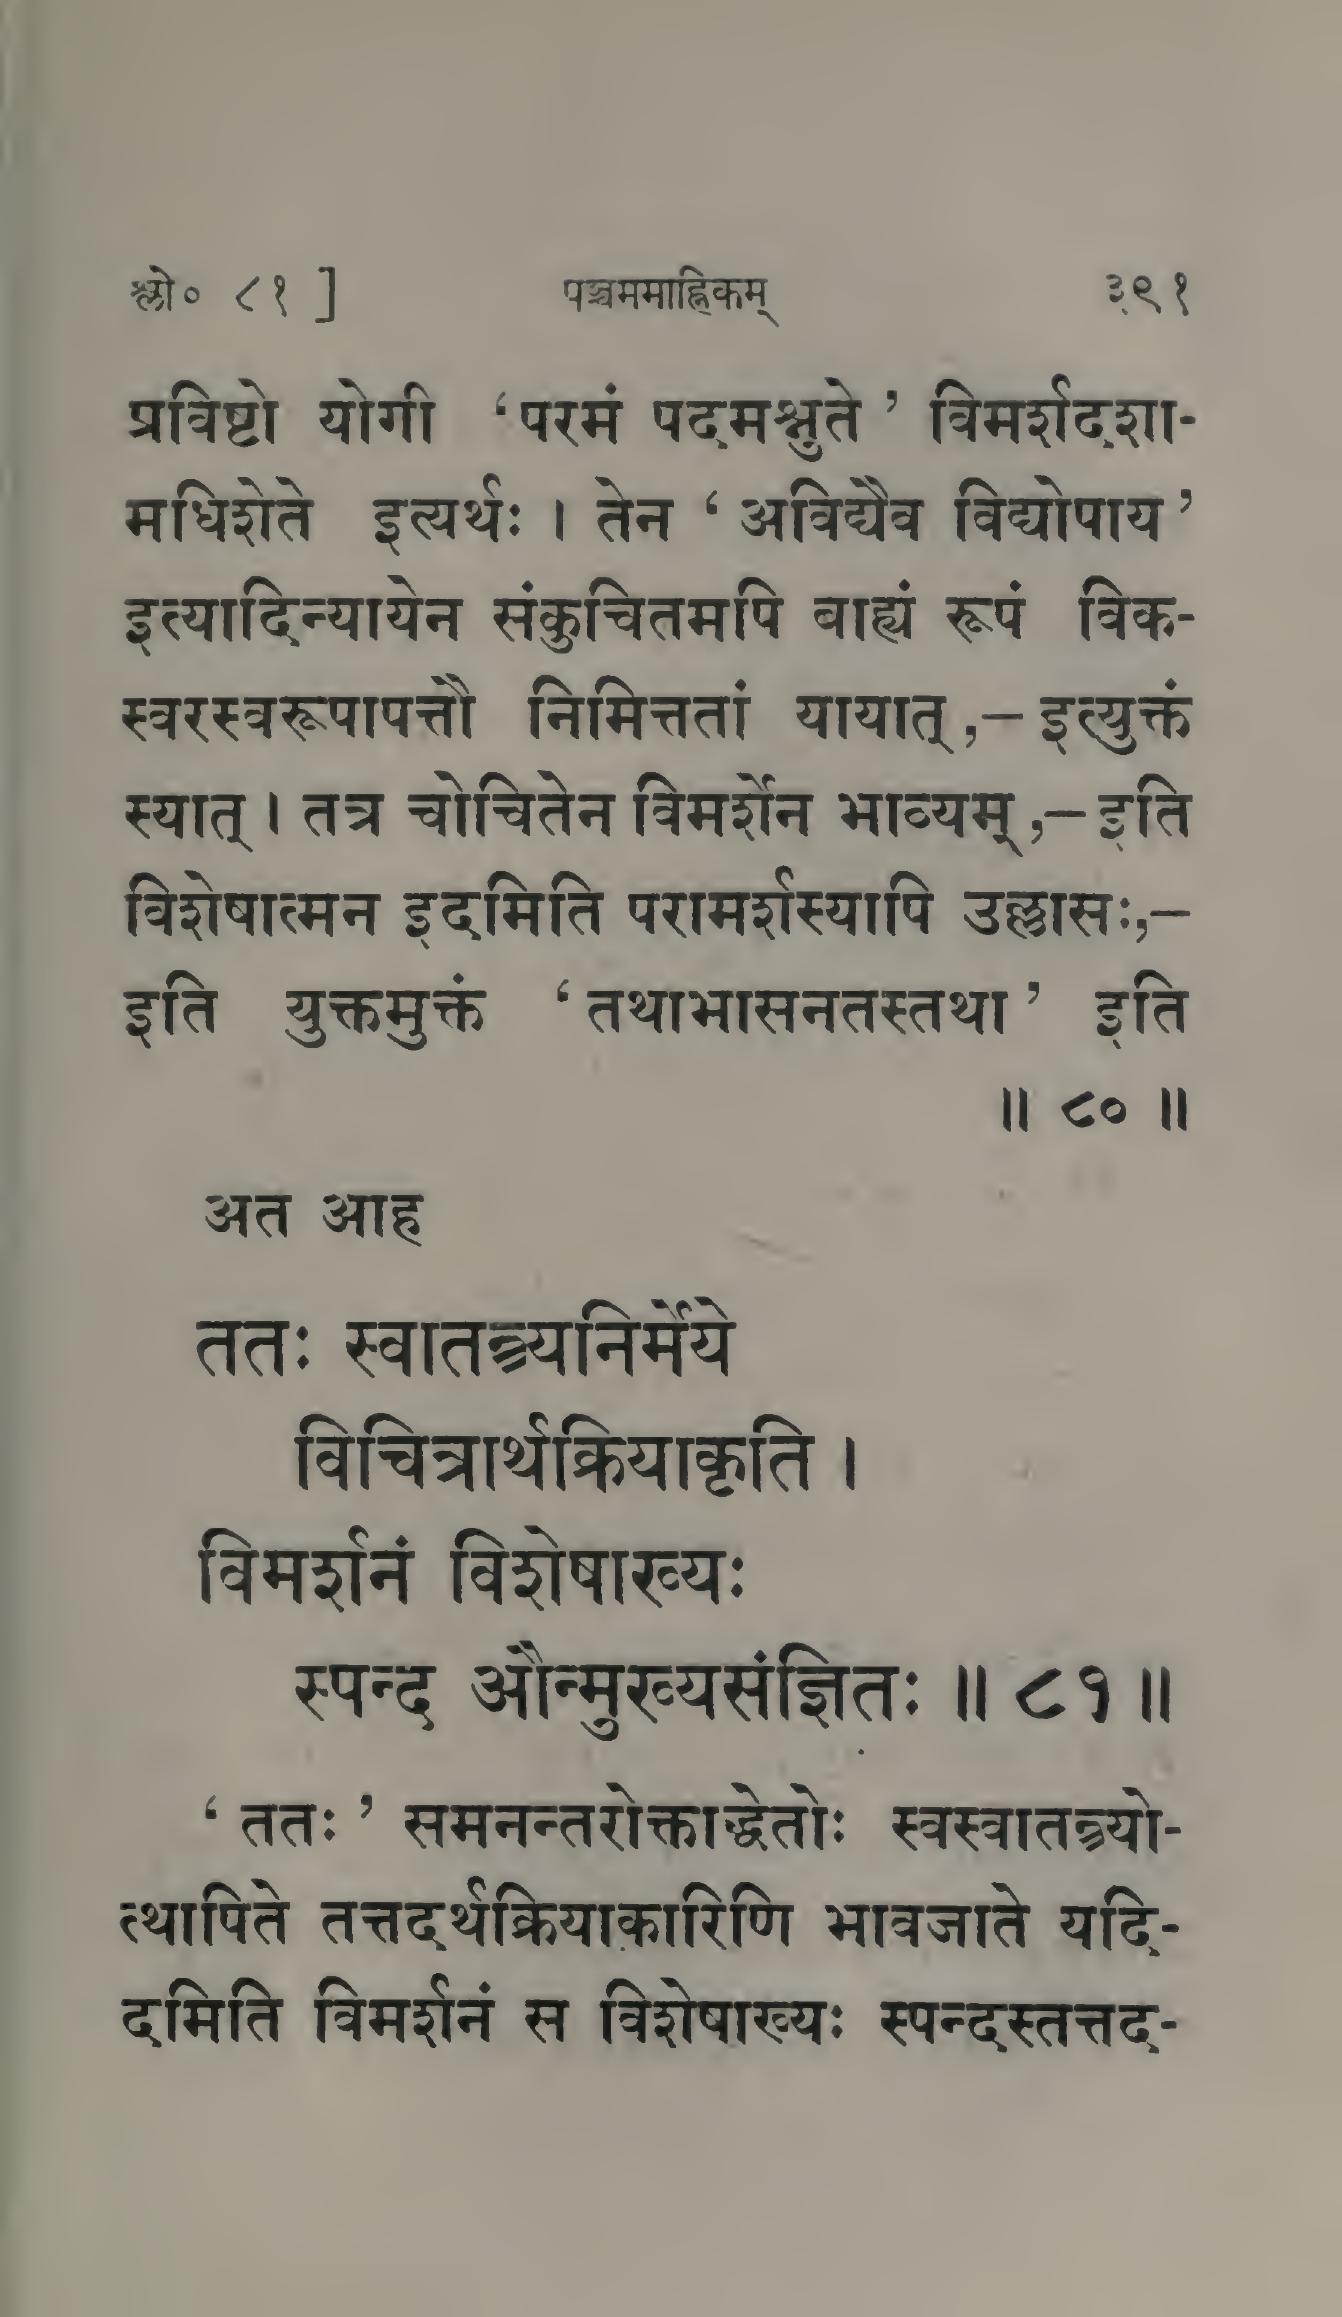 श्लो० ८१ ] पञ्चममाह्निकम् ३९१
प्रविष्टो योगी ‘परमं पदमश्नुते’ विमर्शदशा-
मधिशेते इत्यर्थः । तेन ‘अविद्यैव विद्योपाय’
इत्यादिन्यायेन संकुचितमपि बाह्यं रूपं विक-
स्वरस्वरूपापत्तौ निमित्ततां यायात्,—इत्युक्तं
स्यात् । तत्र चोचितेन विमर्शेन भाव्यम्,—इति
विशेषात्मन इदमिति परामर्शस्यापि उल्लासः,—
इति युक्तमुक्तं ‘तथाभासनतस्तथा’ इति
॥ ८० ॥
अत आह
ततः स्वातन्त्र्यनिर्मेये
विचित्रार्थक्रियाकृति ।
विमर्शनं विशेषाख्यः
स्पन्द औन्मुख्यसंज्ञितः ॥ ८१ ॥
‘ततः’ समनन्तरोक्ताद्धेतोः स्वस्वातन्त्र्यो-
त्थापिते तत्तदर्थक्रियाकारिणि भावजाते यदि-
दमिति विमर्शनं स विशेषाख्यः स्पन्दस्तत्तद-